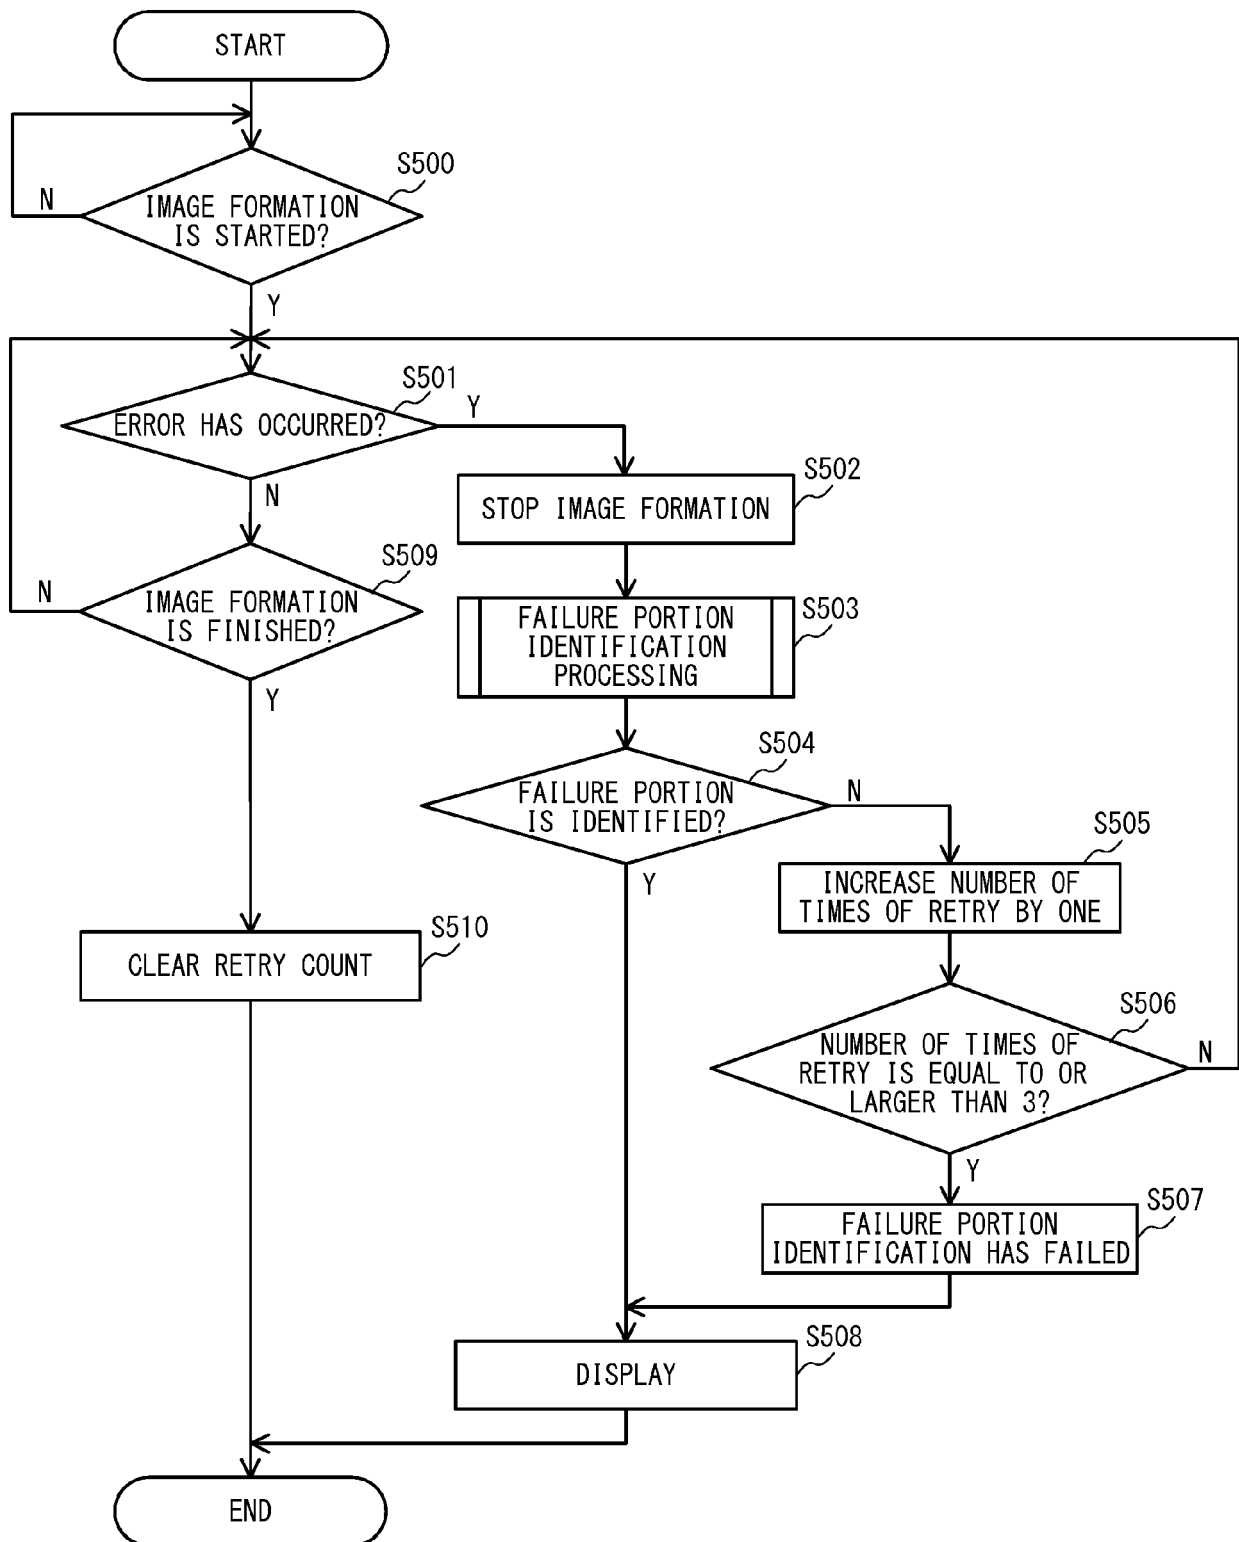 START
S500
IMAGE FORMATION
IS STARTED?
N
Y
S501
ERROR HAS OCCURRED?
Y
N
S502
STOP IMAGE FORMATION
S509
IMAGE FORMATION
IS FINISHED?
N
Y
S503
FAILURE PORTION
IDENTIFICATION
PROCESSING
S504
FAILURE PORTION
IS IDENTIFIED?
N
Y
S505
INCREASE NUMBER OF
TIMES OF RETRY BY ONE
S510
CLEAR RETRY COUNT
S506
NUMBER OF TIMES OF
RETRY IS EQUAL TO OR
LARGER THAN 3?
N
Y
S507
FAILURE PORTION
IDENTIFICATION HAS FAILED
S508
DISPLAY
END